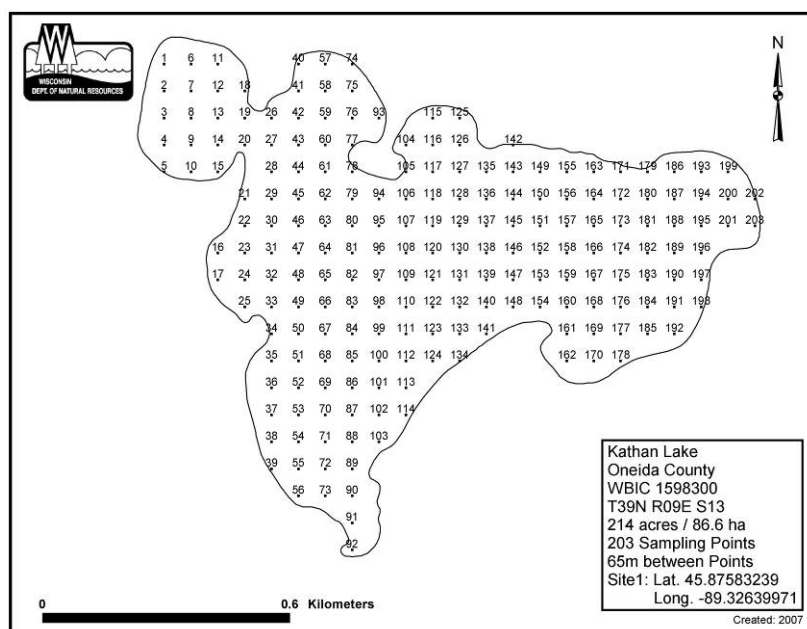 WISCONSIN
DEPT. OF NATURAL RESOURCES
N
1 6 11 40 57 74
2 7 12 18 41 58 75
3 8 13 19 26 42 59 76 93 115 125
4 9 14 20 27 43 60 77 104 116 126 142
5 10 15 28 44 61 78 105 117 127 135 143 149 155 163 171 179 186 193 199
21 29 45 62 79 94 106 118 128 136 144 150 156 164 172 180 187 194 200 202
22 30 46 63 80 95 107 119 129 137 145 151 157 165 173 181 188 195 201 203
16 23 31 47 64 81 96 108 120 130 138 146 152 158 166 174 182 189 196
17 24 32 48 65 82 97 109 121 131 139 147 153 159 167 175 183 190 197
25 33 49 66 83 98 110 122 132 140 148 154 160 168 176 184 191 198
34 50 67 84 99 111 123 133 141 161 169 177 185 192
35 51 68 85 100 112 124 134 162 170 178
36 52 69 86 101 113
37 53 70 87 102 114
38 54 71 88 103
39 55 72 89
56 73 90
91
92
Kathan Lake
Oneida County
WBIC 1598300
T39N R09E S13
214 acres / 86.6 ha
203 Sampling Points
65m between Points
Site1: Lat. 45.87583239
Long. -89.32639971
0 0.6 Kilometers
Created: 2007